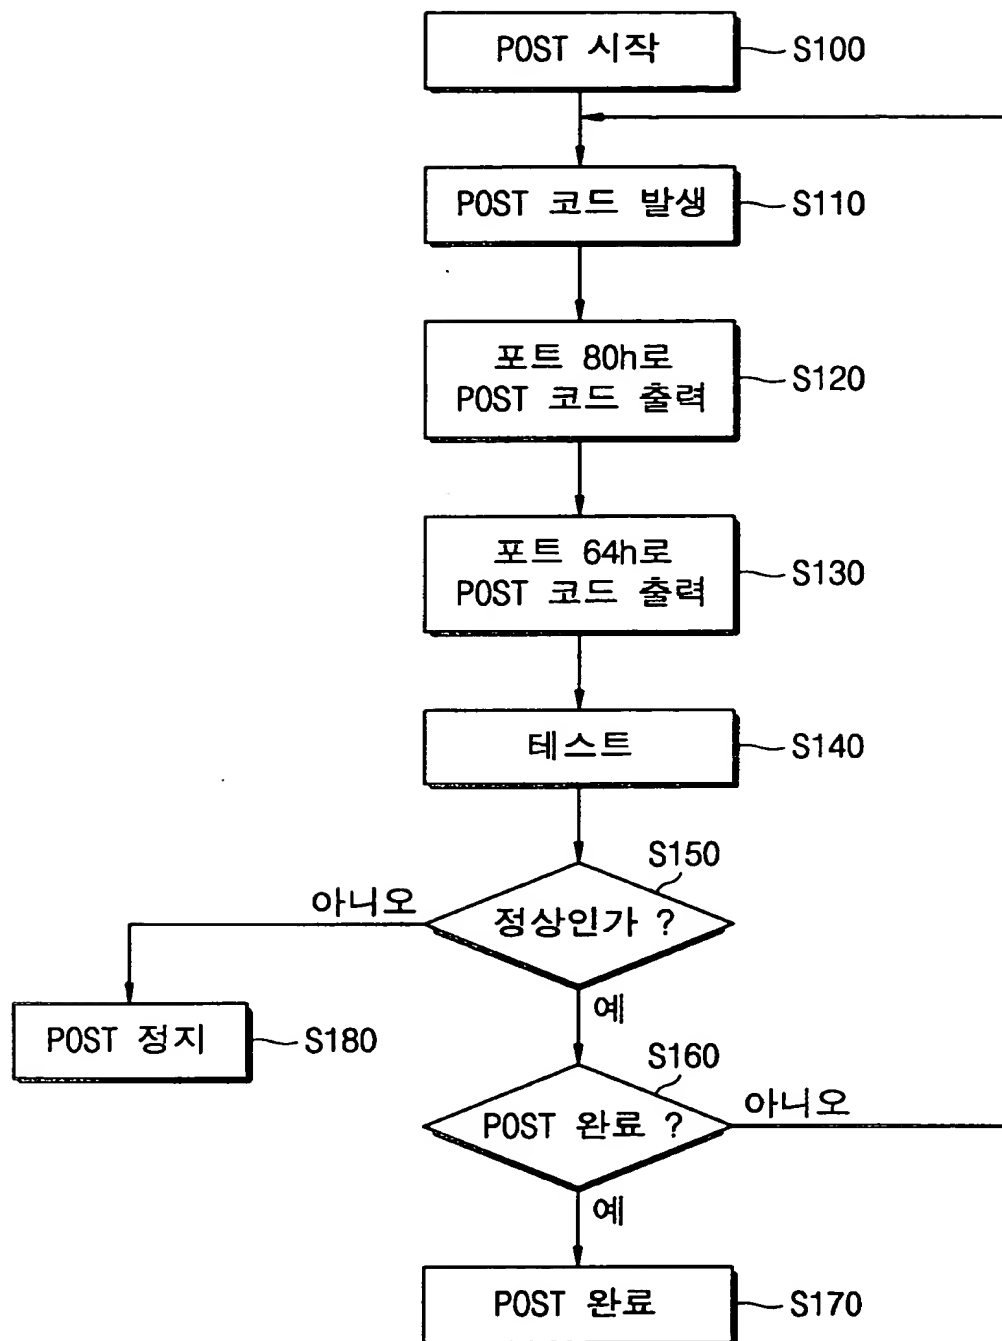 POST 시작
S100
POST 코드 발생
S110
포트 80h로
POST 코드 출력
S120
포트 64h로
POST 코드 출력
S130
테스트
S140
S150
아니오
정상인가 ?
예
POST 정지
S180
S160
아니오
POST 완료 ?
예
POST 완료
S170